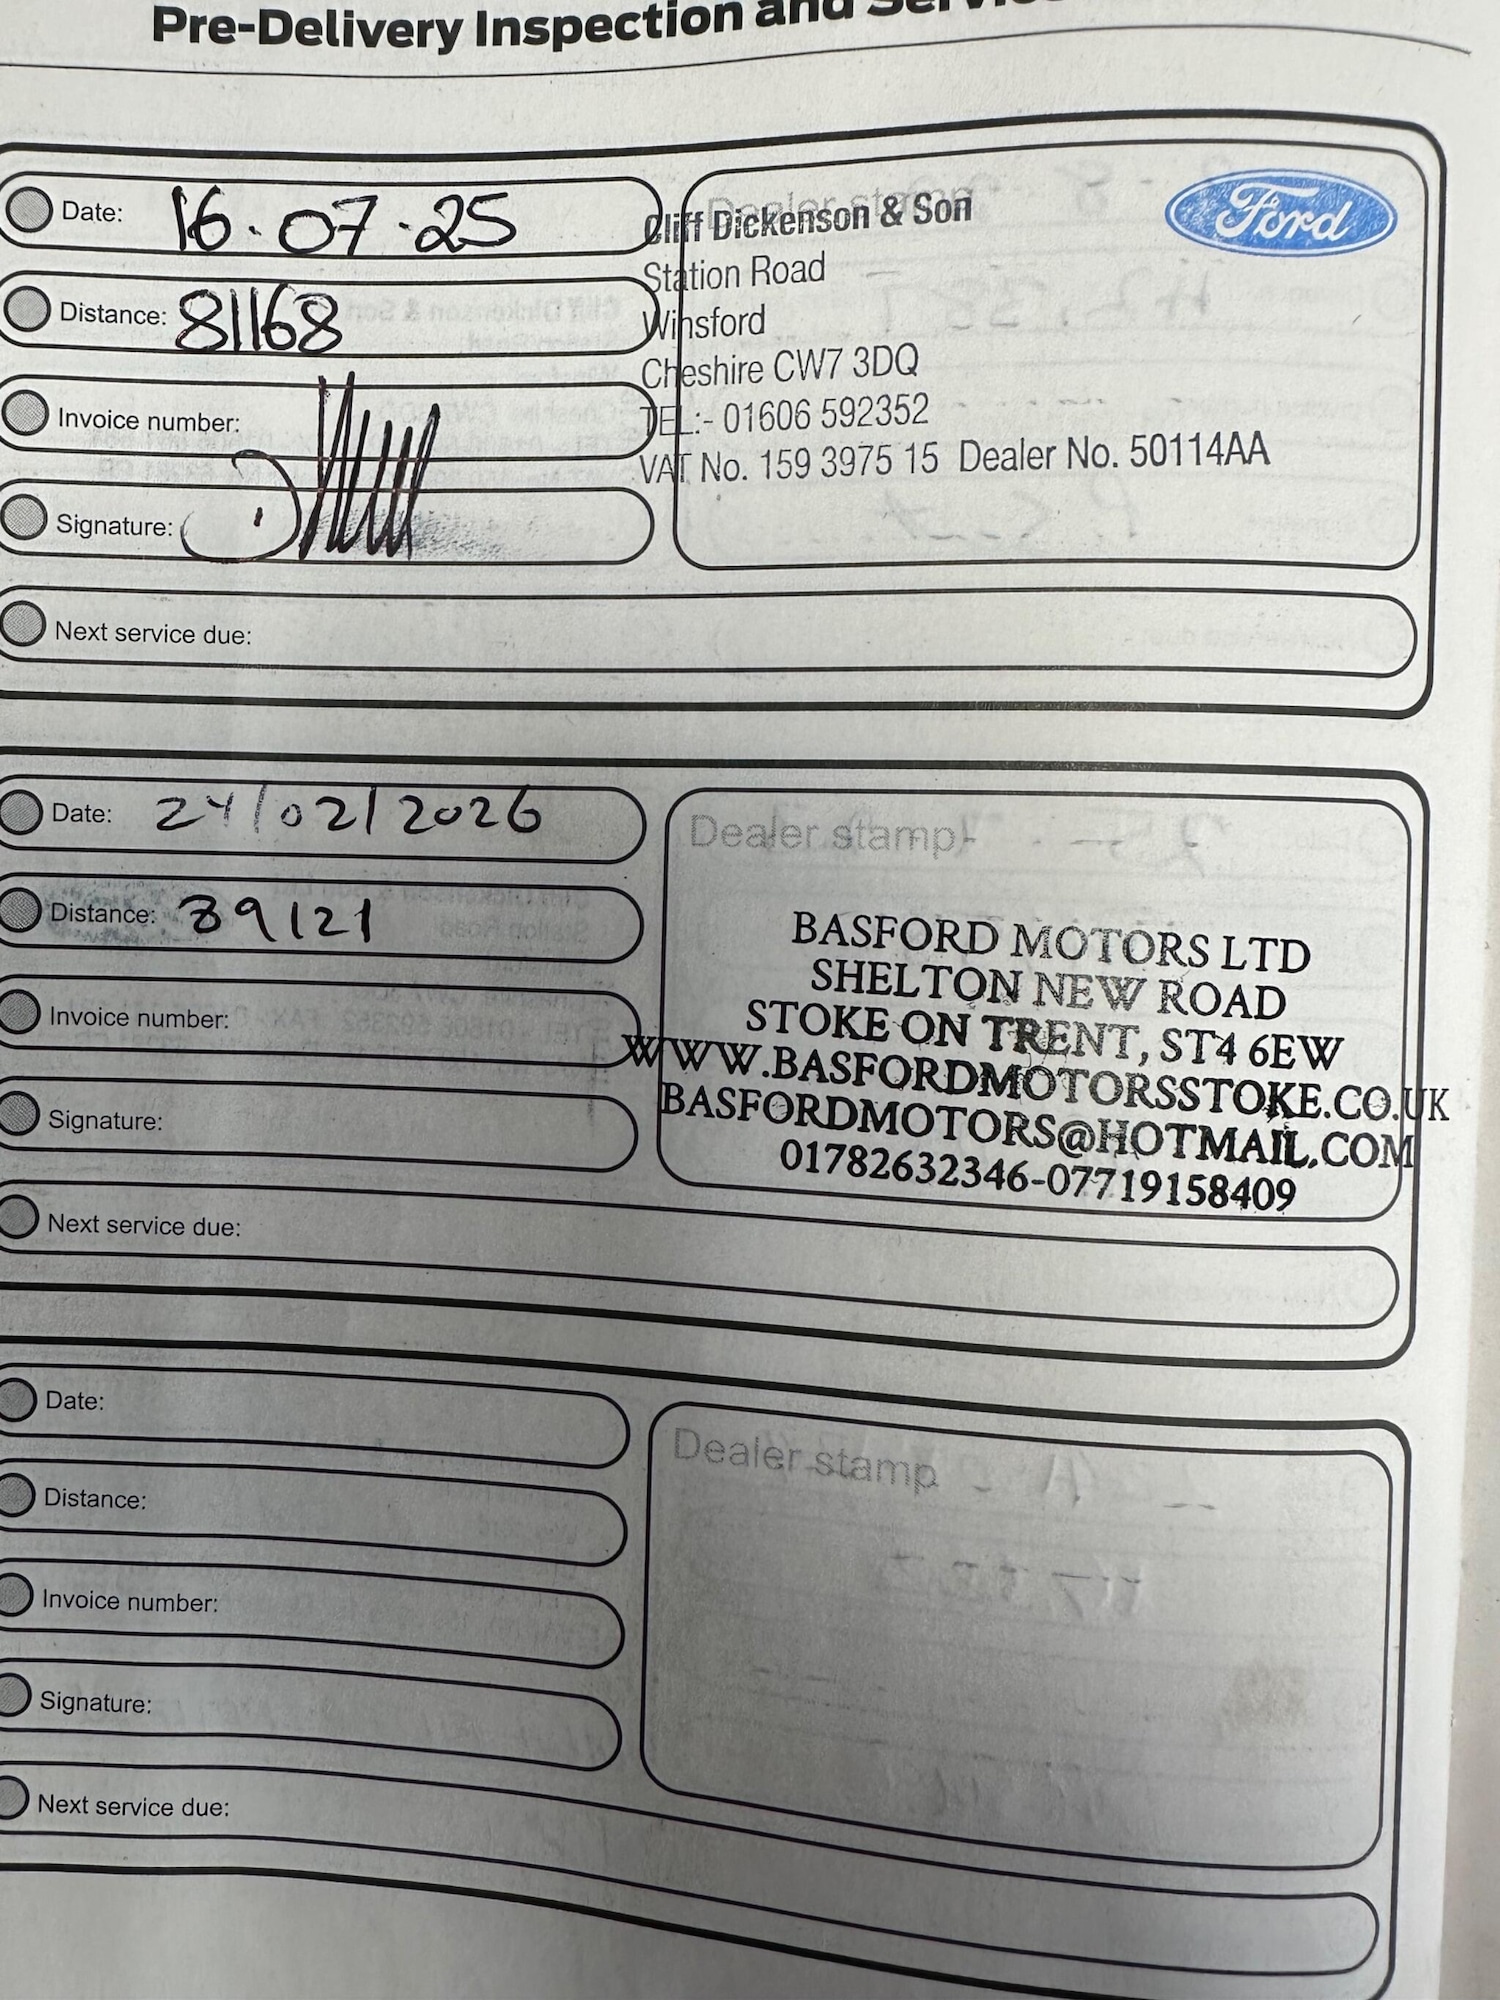 Pre-Delivery Inspection and Servic
Date: 16.07.25
Distance: 81168
Invoice number:
Signature:
Next service due:
Dealer stamp
Cliff Dickenson & Son
Station Road
Winsford
Cheshire CW7 3DQ
TEL:- 01606 592352
VAT No. 159 3975 15 Dealer No. 50114AA
Ford
Date: 24/02/2026
Distance: 89121
Invoice number:
Signature:
Next service due:
Dealer stamp
BASFORD MOTORS LTD
SHELTON NEW ROAD
STOKE ON TRENT, ST4 6EW
WWW.BASFORDMOTORSSTOKE.CO.UK
BASFORDMOTORS@HOTMAIL.COM
01782632346-07719158409
Date:
Distance:
Invoice number:
Signature:
Next service due:
Dealer stamp